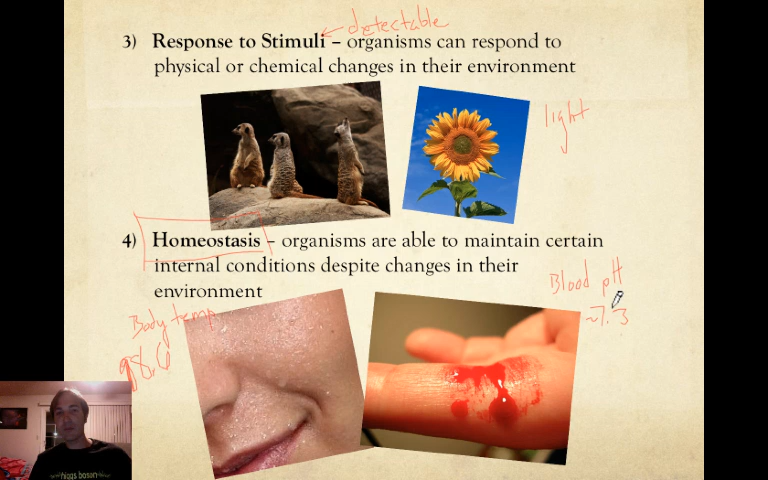 detectable
3) Response to Stimuli – organisms can respond to
physical or chemical changes in their environment
light
4) Homeostasis – organisms are able to maintain certain
internal conditions despite changes in their
environment
Blood pH
~7.3
Body temp
98.6
higgs boson